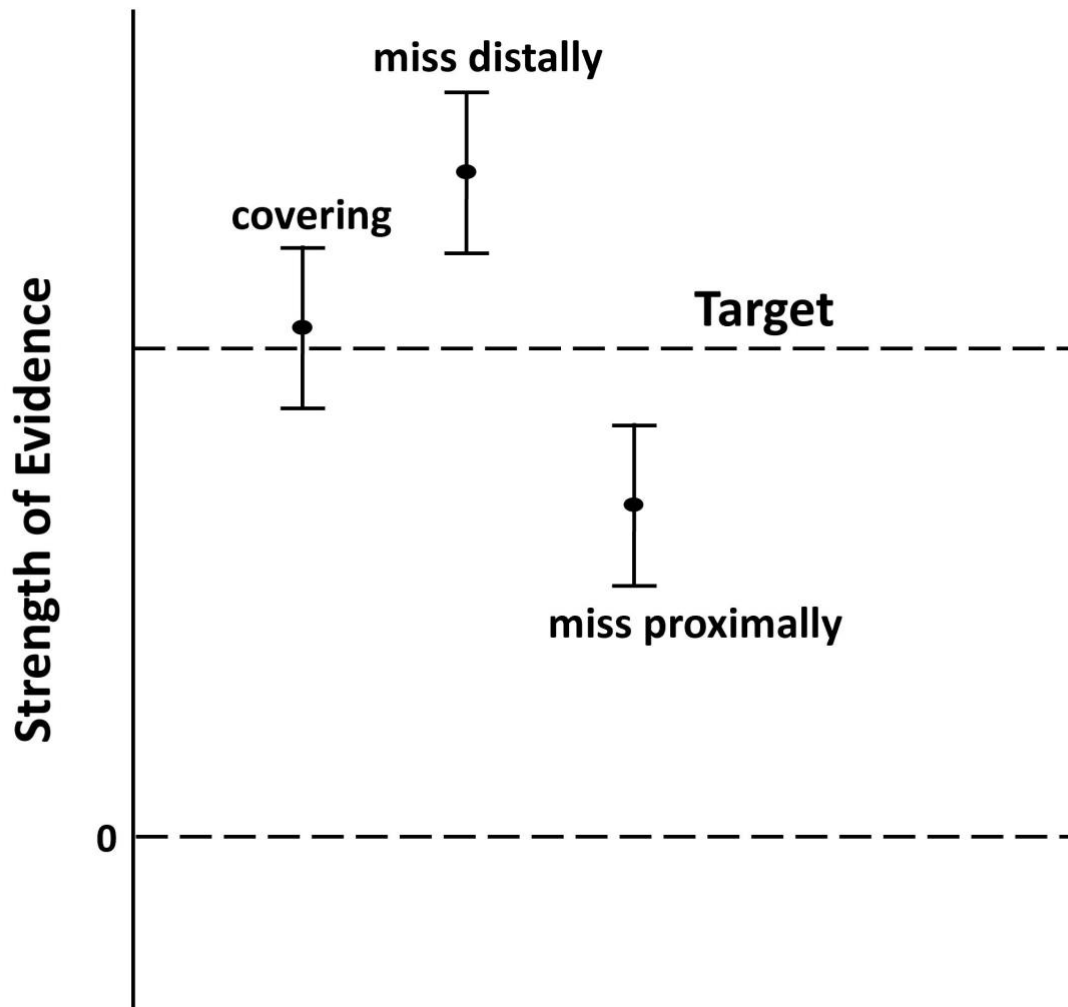 miss distally
covering
Target
Strength of Evidence
miss proximally
0